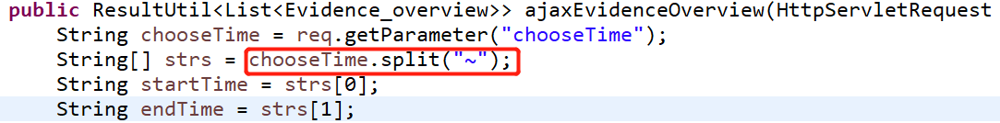 public ResultUtil<List<Evidence_overview>> ajaxEvidenceOverview(HttpServletRequest
String chooseTime = req.getParameter("chooseTime");
String[] strs = chooseTime.split("~");
String startTime = strs[0];
String endTime = strs[1];